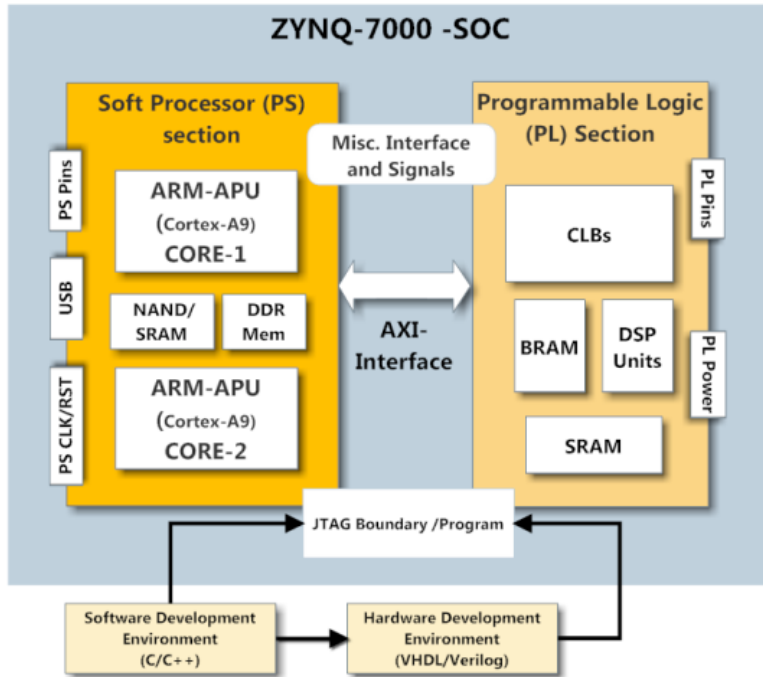 ZYNQ-7000 -SOC
Soft Processor (PS)
section
Programmable Logic
(PL) Section
Misc. Interface
and Signals
PS Pins
USB
PS CLK/RST
ARM-APU
(Cortex-A9)
CORE-1
NAND/
SRAM
DDR
Mem
ARM-APU
(Cortex-A9)
CORE-2
AXI-
Interface
CLBs
BRAM
DSP
Units
SRAM
PL Pins
PL Power
JTAG Boundary /Program
Software Development
Environment
(C/C++)
Hardware Development
Environment
(VHDL/Verilog)